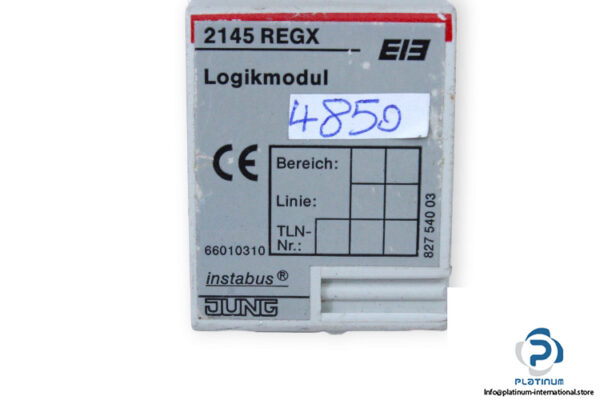 2145 REGX
EIB
Logikmodul
4850
CE
Bereich:
Linie:
TLN-
Nr.:
66010310
827 540 03
instabus®
JUNG
PLATINUM
Info@platinum-international.store